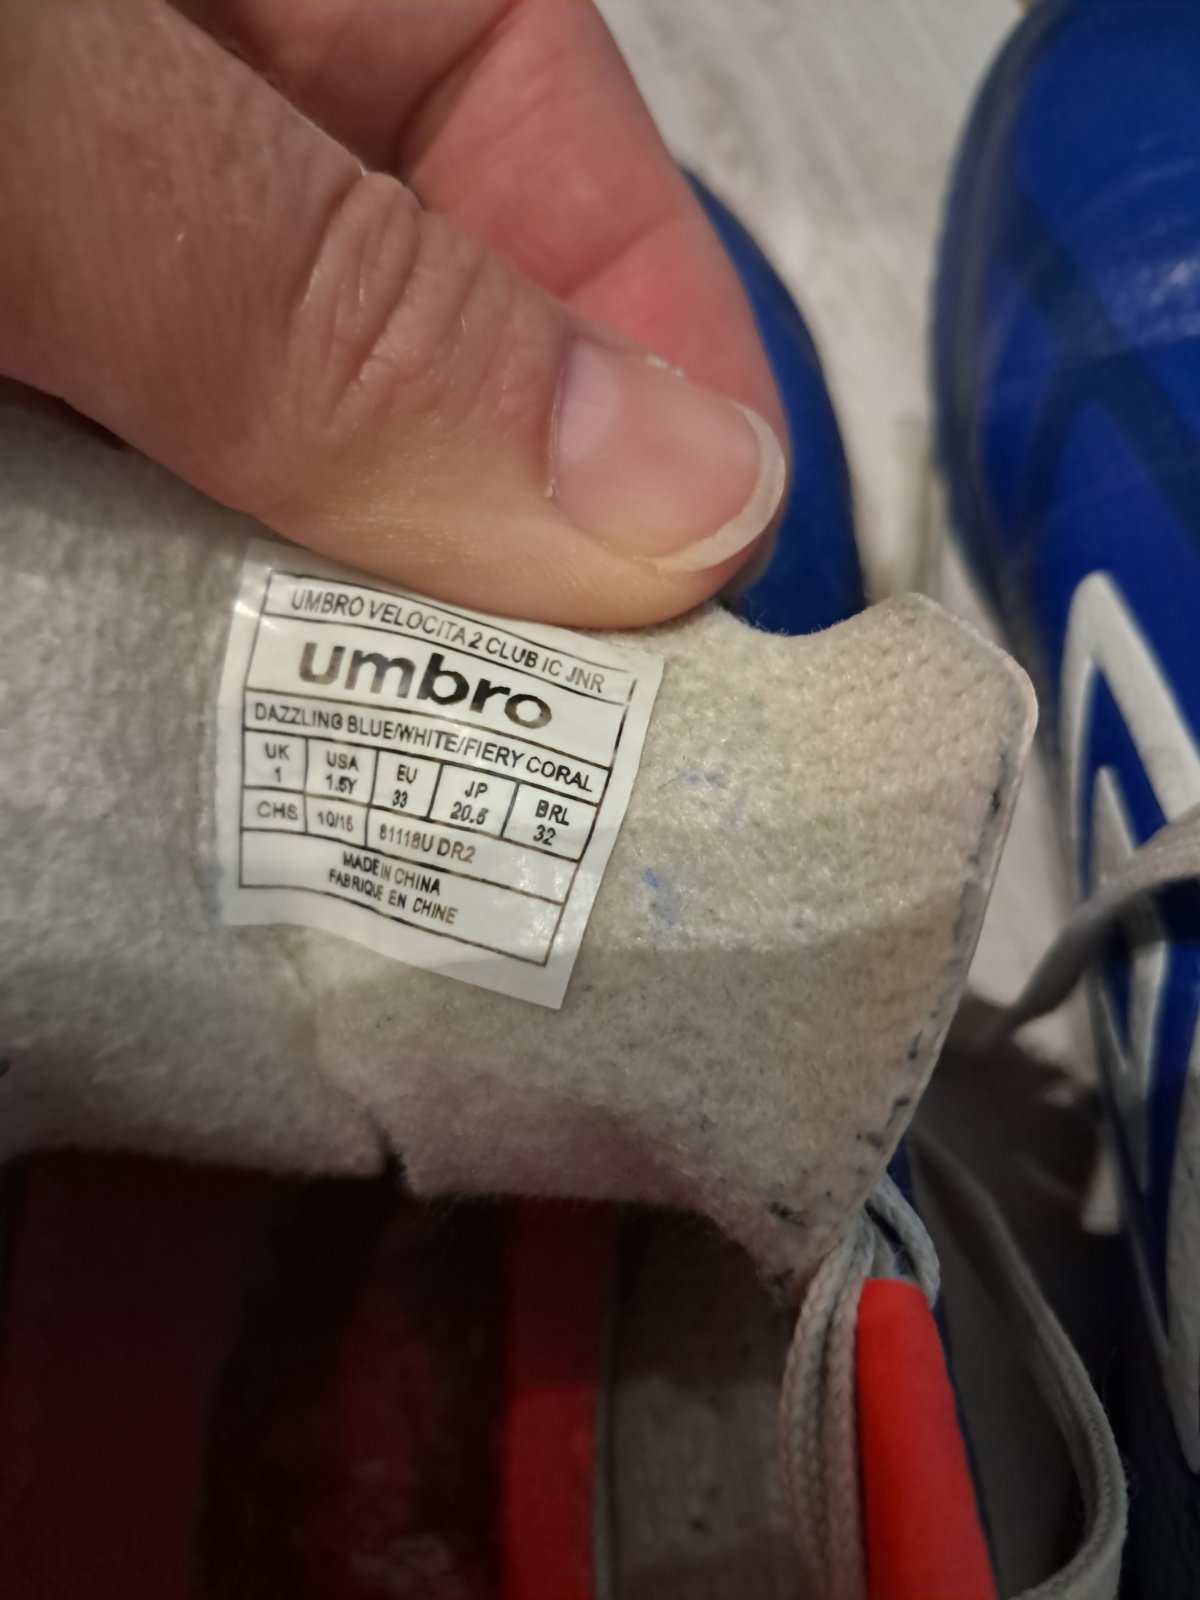 UMBRO VELOCITA 2 CLUB IC JNR
umbro
DAZZLING BLUE/WHITE/FIERY CORAL
UK USA EU JP BRL
1 1.5Y 33 20.5 32
CHS 10/15 81118U DR2
MADE IN CHINA
FABRIQUE EN CHINE